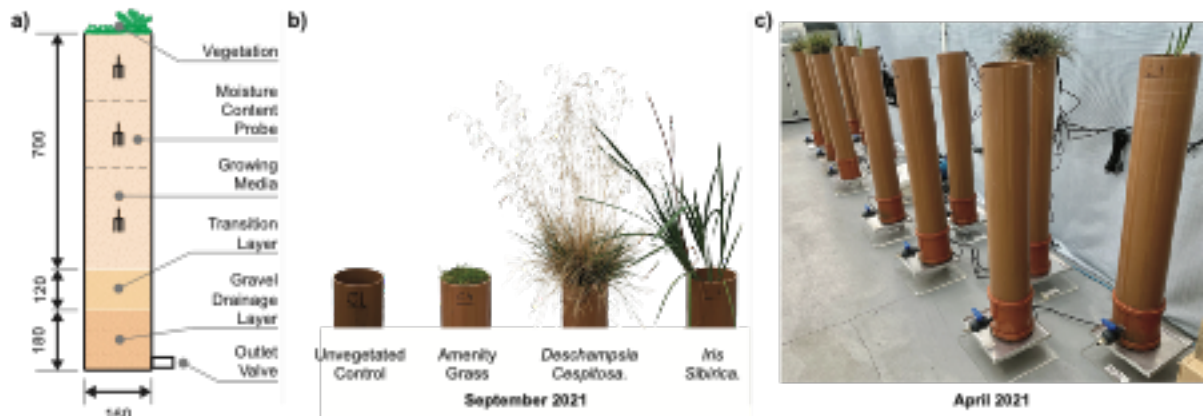 a)
Vegetation
Moisture
Content
Probe
Growing
Media
Transition
Layer
Gravel
Drainage
Layer
Outlet
Valve
700
120
180
160
b)
Unvegetated
Control
Amenity
Grass
Deschampsia
Cespitosa.
Iris
Sibirica.
September 2021
c)
April 2021